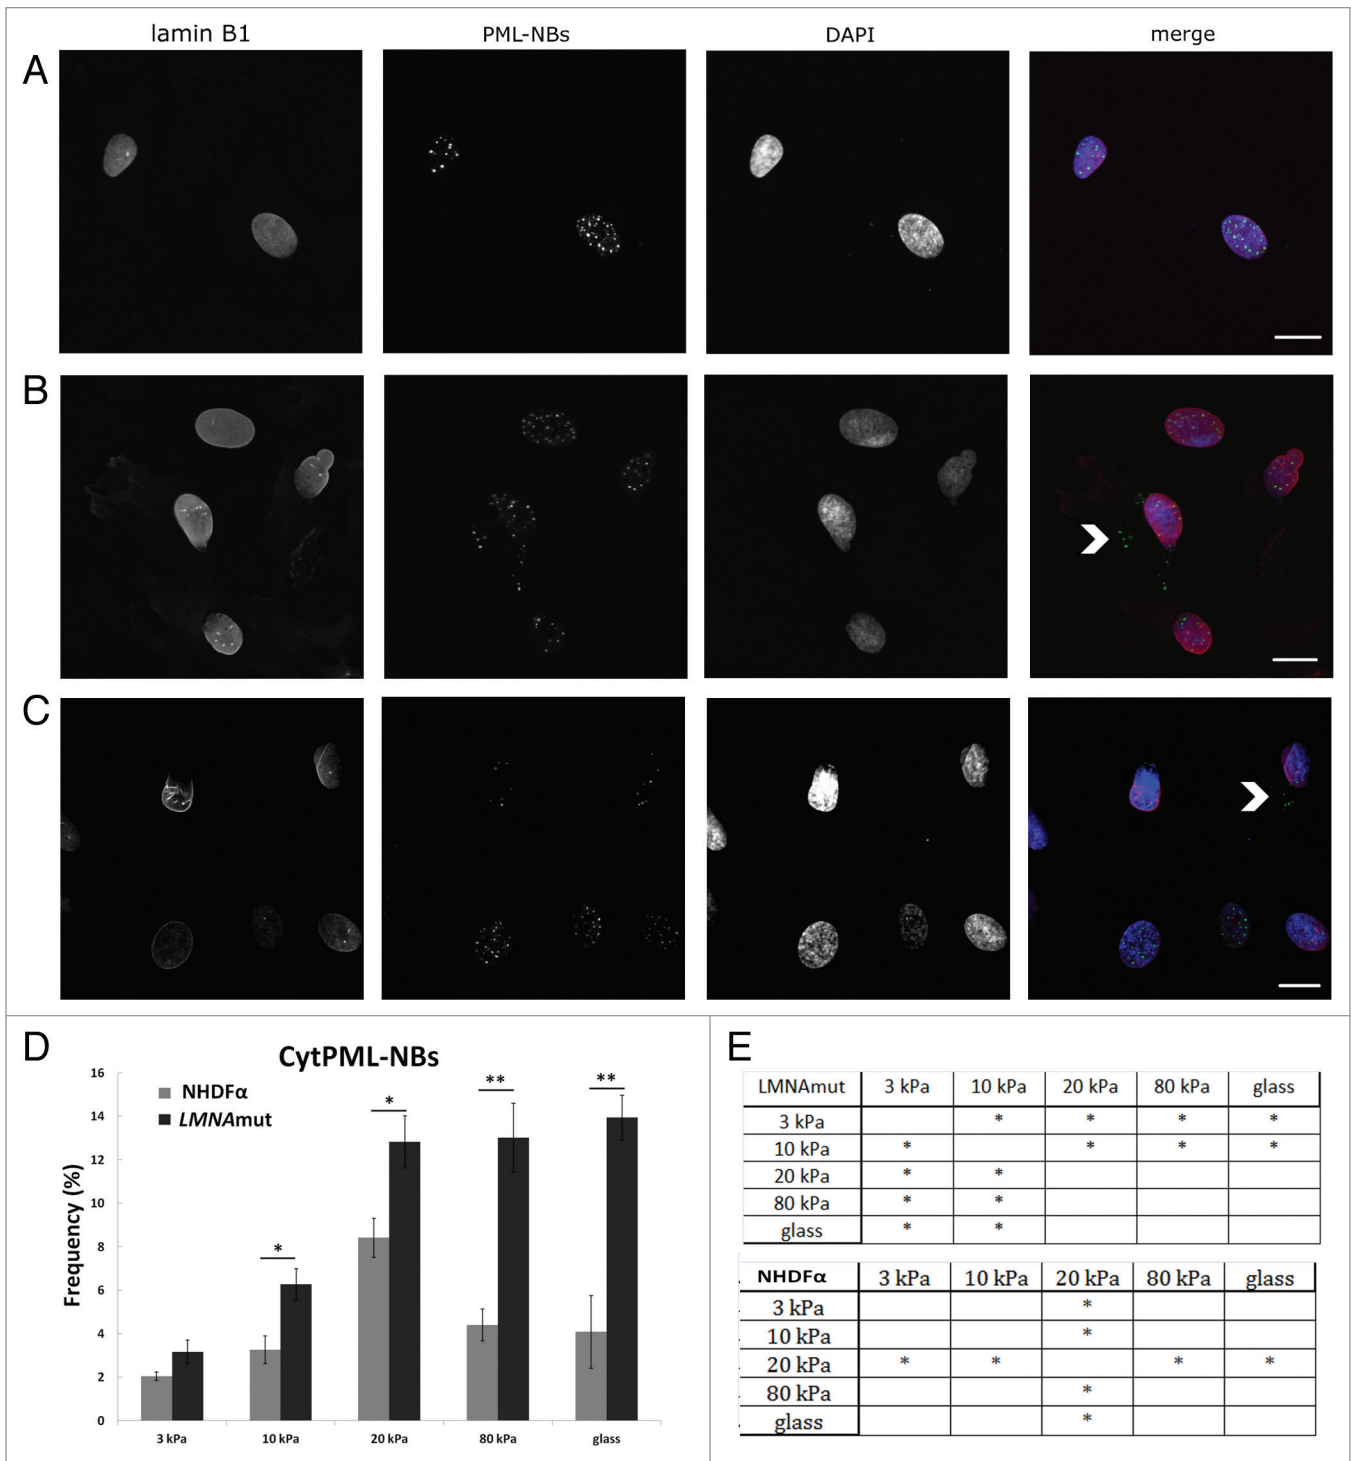 lamin B1 PML-NBs DAPI merge
A
B
C
D
CytPML-NBs
16
14
12
10
8
6
4
2
0
Frequency (%)
NHDFα
LMNAmut
*
*
**
**
3 kPa 10 kPa 20 kPa 80 kPa glass
E
LMNAmut 3 kPa 10 kPa 20 kPa 80 kPa glass
3 kPa * * * *
10 kPa * * * *
20 kPa * *
80 kPa * *
glass * *
NHDFα 3 kPa 10 kPa 20 kPa 80 kPa glass
3 kPa *
10 kPa *
20 kPa * * * *
80 kPa *
glass *